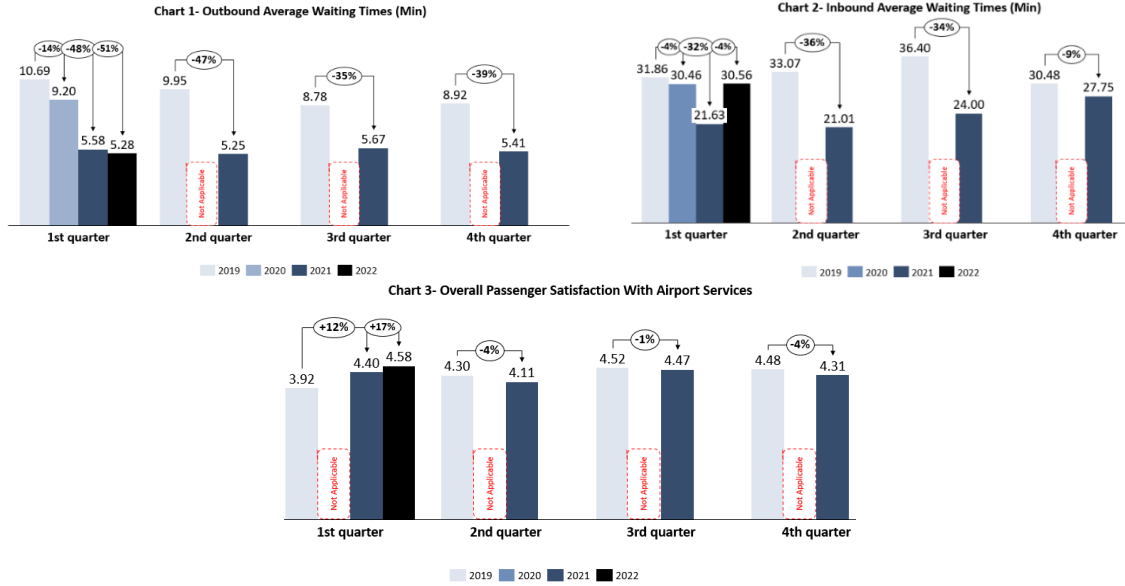 Chart 1- Outbound Average Waiting Times (Min)
-14% -48% -51%
10.69
9.20
5.58
5.28
1st quarter
-47%
9.95
Not Applicable
5.25
2nd quarter
-35%
8.78
Not Applicable
5.67
3rd quarter
-39%
8.92
Not Applicable
5.41
4th quarter
2019 2020 2021 2022
Chart 2- Inbound Average Waiting Times (Min)
-4% -32% -4%
31.86
30.46
21.63
30.56
1st quarter
-36%
33.07
Not Applicable
21.01
2nd quarter
-34%
36.40
Not Applicable
24.00
3rd quarter
-9%
30.48
Not Applicable
27.75
4th quarter
2019 2020 2021 2022
Chart 3- Overall Passenger Satisfaction With Airport Services
+12% +17%
3.92
Not Applicable
4.40
4.58
1st quarter
-4%
4.30
Not Applicable
4.11
2nd quarter
-1%
4.52
Not Applicable
4.47
3rd quarter
-4%
4.48
Not Applicable
4.31
4th quarter
2019 2020 2021 2022